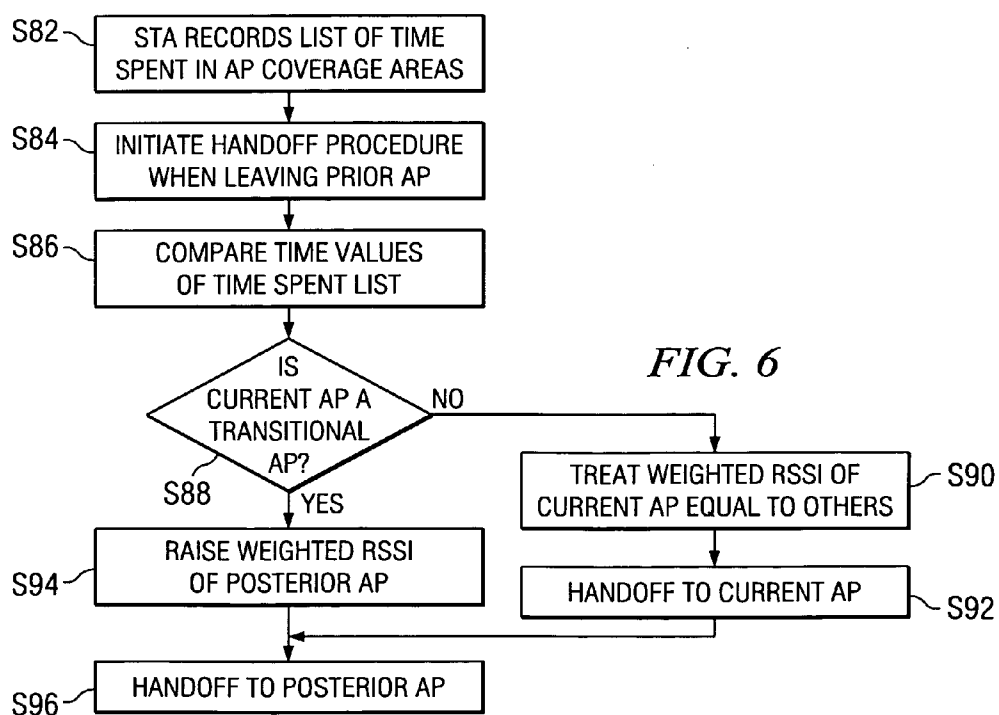 S82
STA RECORDS LIST OF TIME
SPENT IN AP COVERAGE AREAS
S84
INITIATE HANDOFF PROCEDURE
WHEN LEAVING PRIOR AP
S86
COMPARE TIME VALUES
OF TIME SPENT LIST
FIG. 6
IS
CURRENT AP A
TRANSITIONAL
AP?
NO
S88
YES
TREAT WEIGHTED RSSI OF
CURRENT AP EQUAL TO OTHERS
S90
S94
RAISE WEIGHTED RSSI
OF POSTERIOR AP
HANDOFF TO CURRENT AP
S92
S96
HANDOFF TO POSTERIOR AP